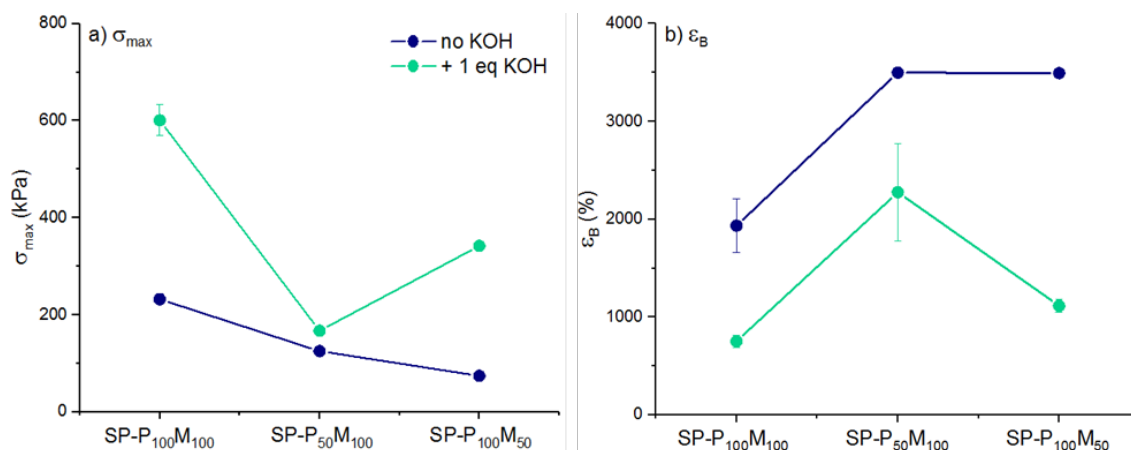 a) σmax
no KOH
+ 1 eq KOH
σmax (kPa)
800
600
400
200
0
SP-P100M100
SP-P50M100
SP-P100M50
b) εB
εB (%)
4000
3000
2000
1000
0
SP-P100M100
SP-P50M100
SP-P100M50